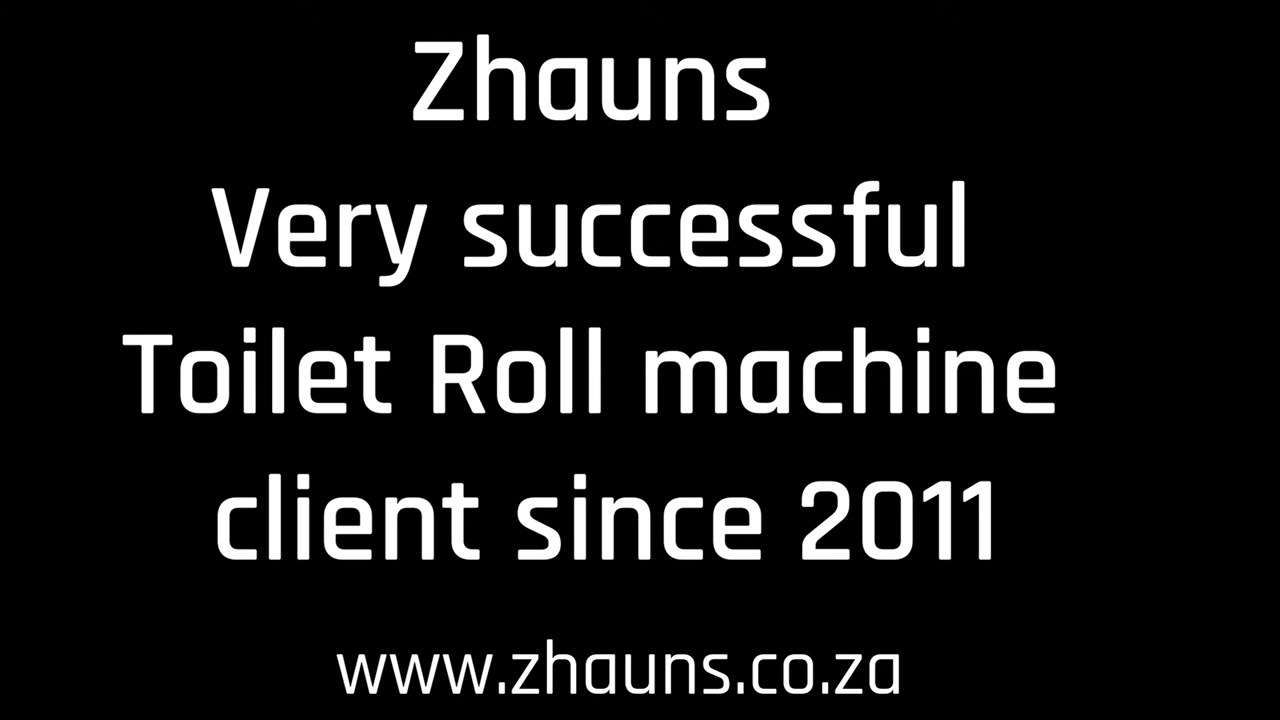 Zhauns
Very successful
Toilet Roll machine
client since 2011
www.zhauns.co.za